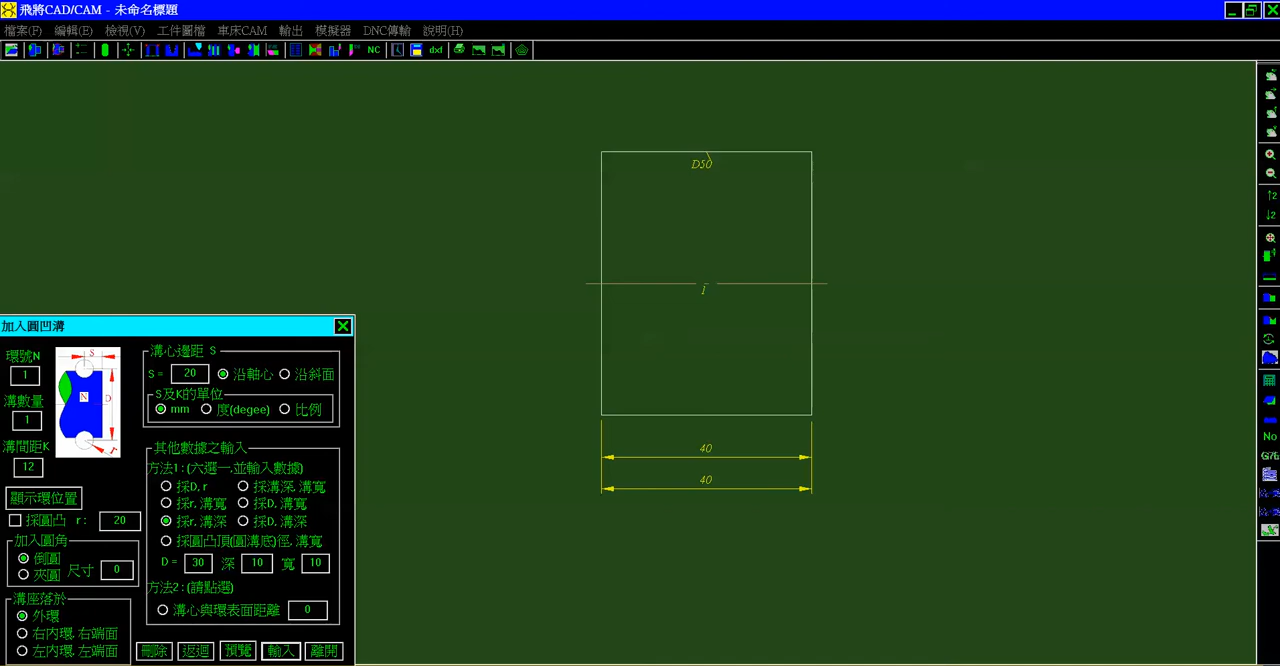 飛將CAD/CAM - 未命名標題
檔案(F) 編輯(E) 檢視(V) 工件圖檔 車床CAM 輸出 模擬器 DNC傳輸 說明(H)
NC dxd
D50
1
40
40
加入圓凹溝
環號N
1
溝數量
1
溝間距K
12
顯示環位置
採圓凸 r: 20
加入圓角
倒圓
夾圓 尺寸 0
溝座落於
外環
右內環, 右端面
左內環, 左端面
S
N D
r
溝心邊距 S
S = 20 沿軸心 沿斜面
S及K的單位
mm 度(degee) 比例
其他數據之輸入
方法1: (六選一,並輸入數據)
採D, r 採溝深, 溝寬
採r, 溝寬 採D, 溝寬
採r, 溝深 採D, 溝深
採圓凸頂(圓溝底)徑, 溝寬
D = 30 深 10 寬 10
方法2: (請點選)
溝心與環表面距離 0
刪除 返迴 預覽 輸入 離開
2
2
No
G76